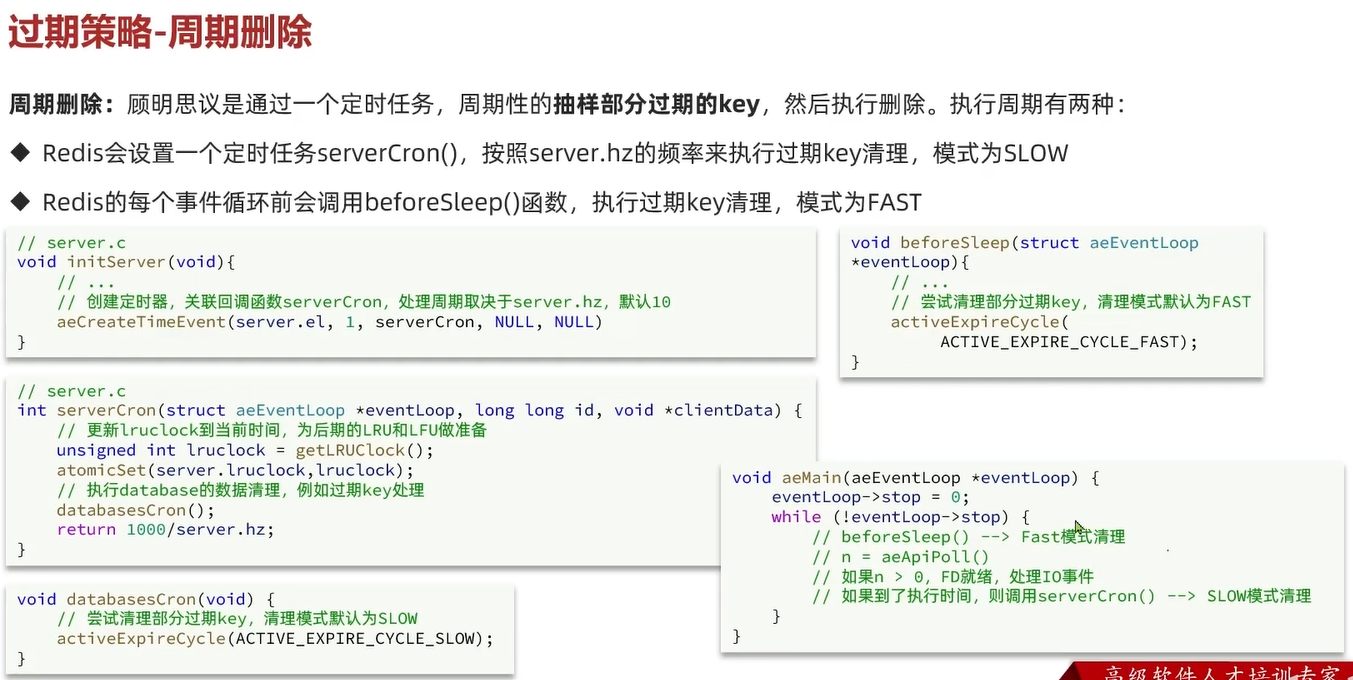 过期策略-周期删除
周期删除：顾明思议是通过一个定时任务，周期性的抽样部分过期的key，然后执行删除。执行周期有两种：
◆ Redis会设置一个定时任务serverCron()，按照server.hz的频率来执行过期key清理，模式为SLOW
◆ Redis的每个事件循环前会调用beforeSleep()函数，执行过期key清理，模式为FAST
// server.c
void initServer(void){
// ...
// 创建定时器，关联回调函数serverCron，处理周期取决于server.hz，默认10
aeCreateTimeEvent(server.el, 1, serverCron, NULL, NULL)
}
void beforeSleep(struct aeEventLoop
*eventLoop){
// ...
// 尝试清理部分过期key，清理模式默认为FAST
activeExpireCycle(
ACTIVE_EXPIRE_CYCLE_FAST);
}
// server.c
int serverCron(struct aeEventLoop *eventLoop, long long id, void *clientData) {
// 更新lruclock到当前时间，为后期的LRU和LFU做准备
unsigned int lruclock = getLRUClock();
atomicSet(server.lruclock,lruclock);
// 执行database的数据清理，例如过期key处理
databasesCron();
return 1000/server.hz;
}
void aeMain(aeEventLoop *eventLoop) {
eventLoop->stop = 0;
while (!eventLoop->stop) {
// beforeSleep() --> Fast模式清理
// n = aeApiPoll()
// 如果n > 0，FD就绪，处理IO事件
// 如果到了执行时间，则调用serverCron() --> SLOW模式清理
}
}
void databasesCron(void) {
// 尝试清理部分过期key，清理模式默认为SLOW
activeExpireCycle(ACTIVE_EXPIRE_CYCLE_SLOW);
}
高级软件人才培训专家